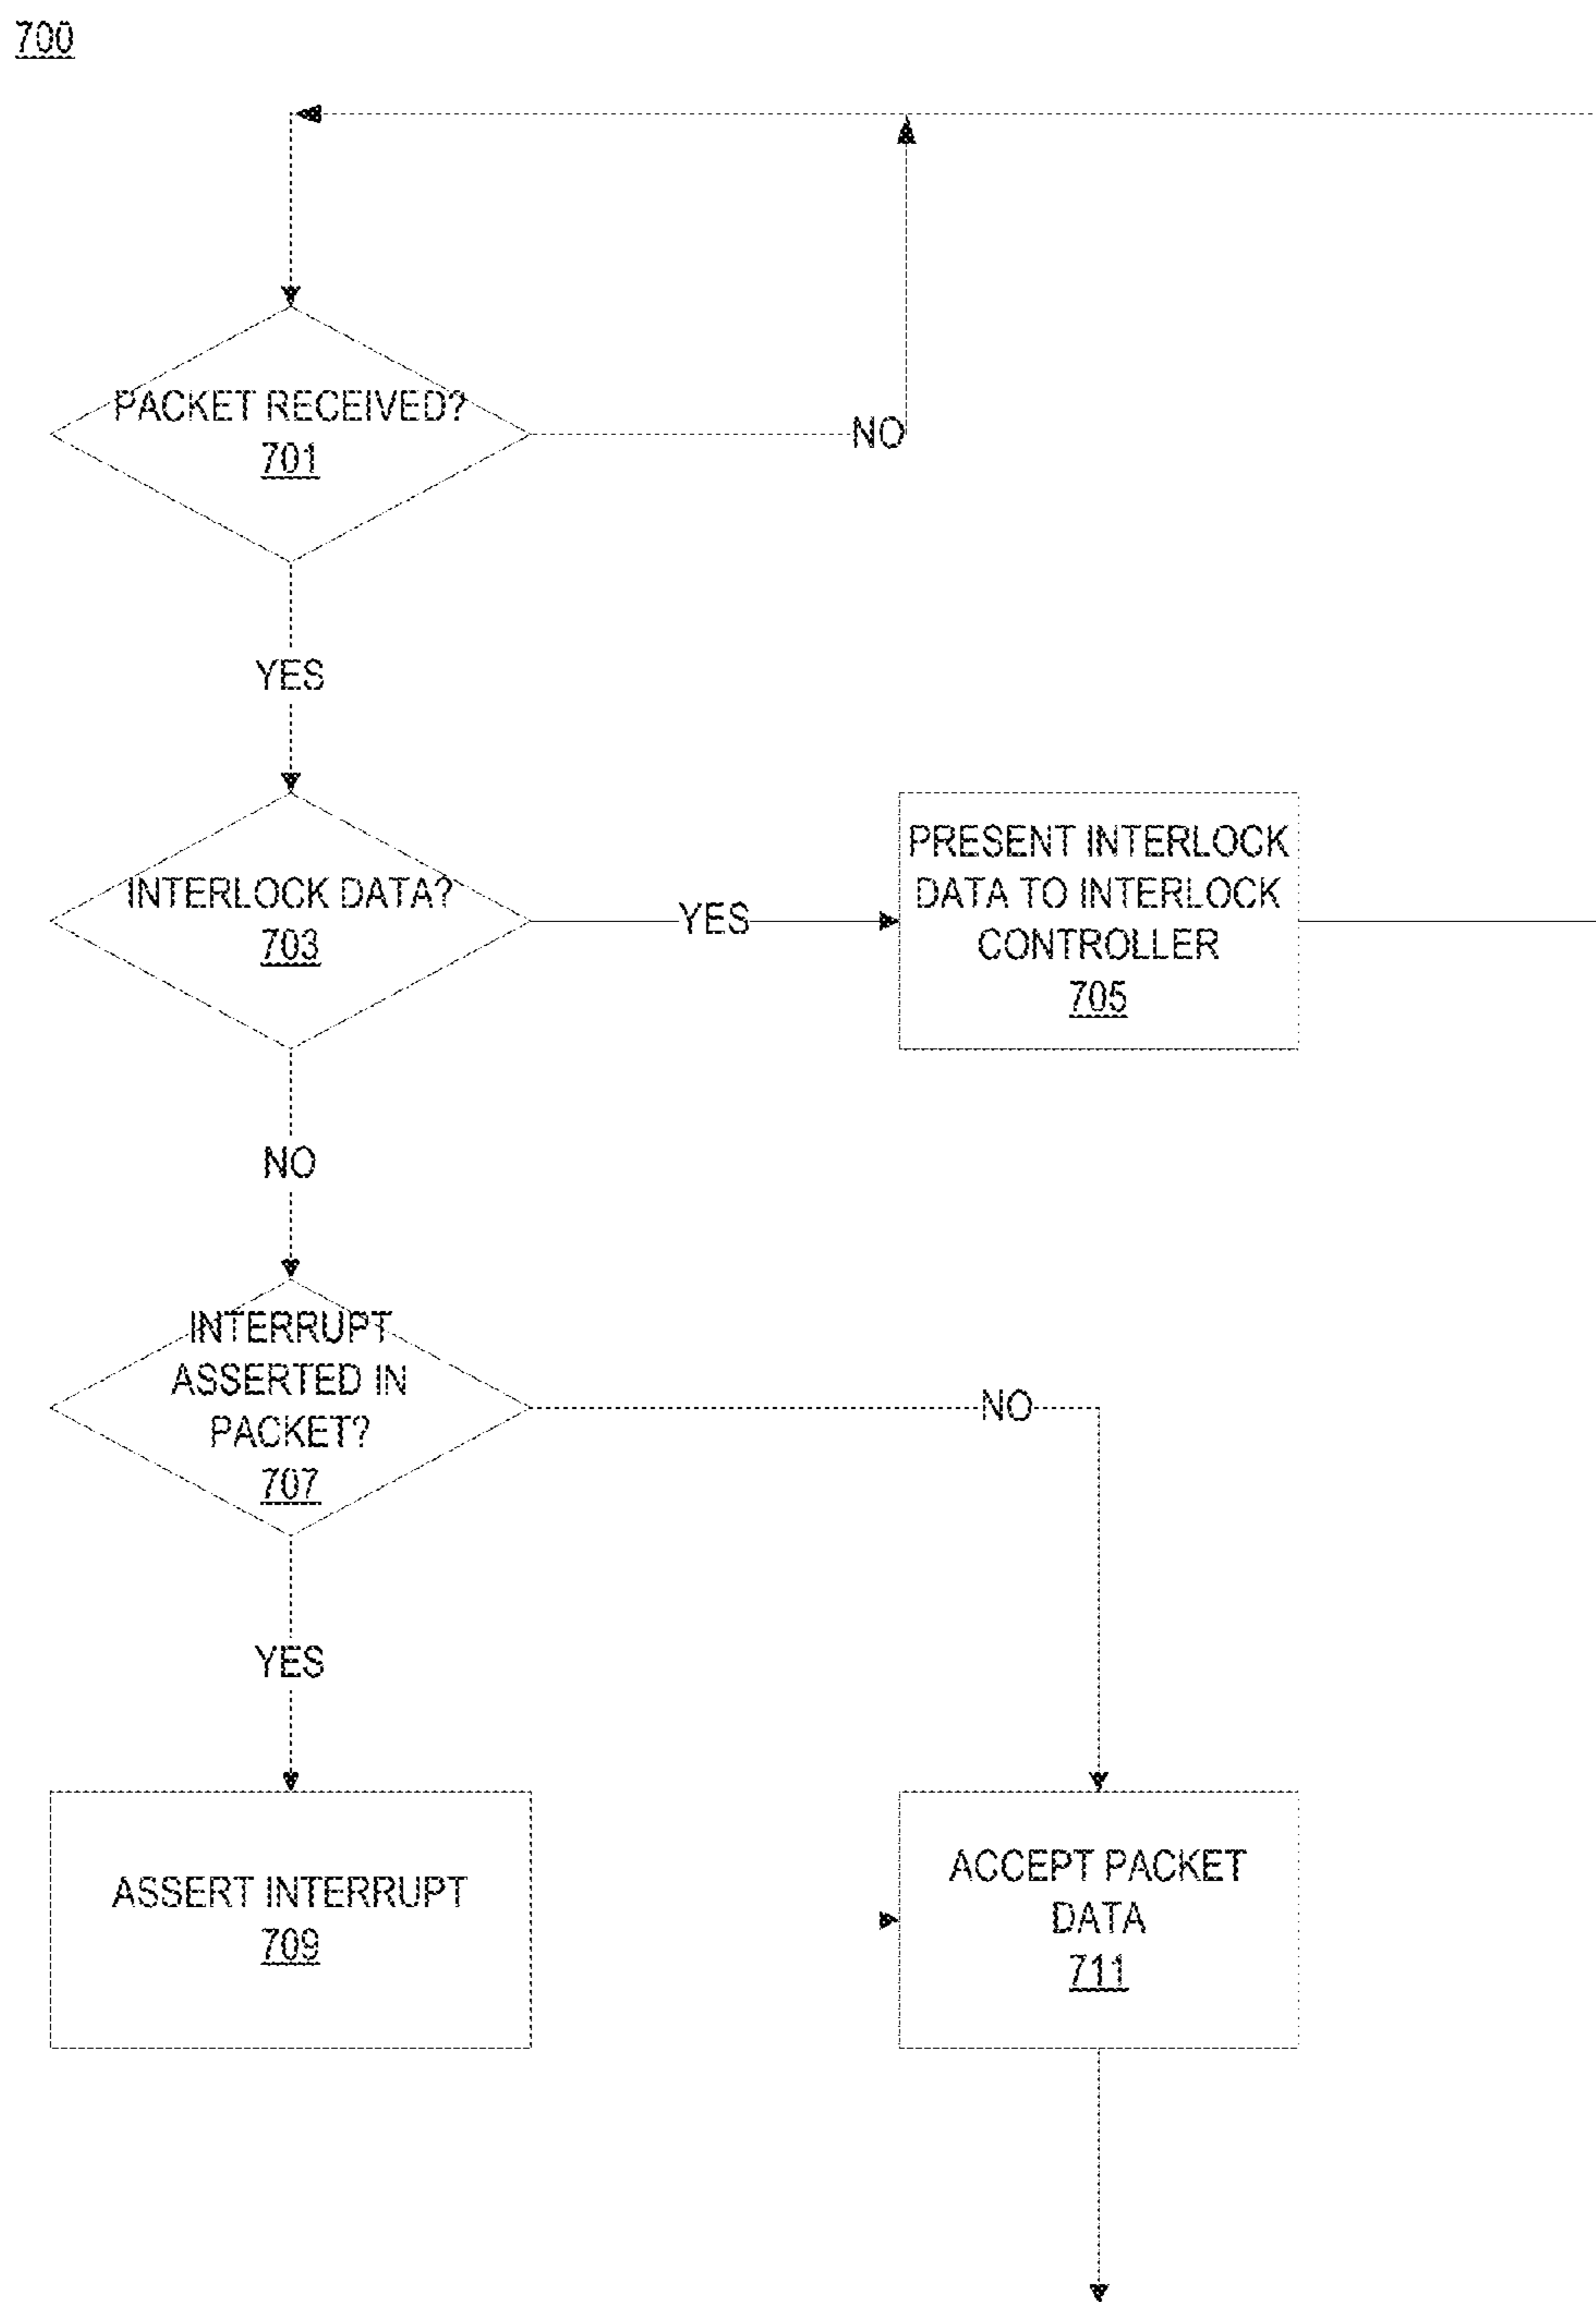 700
PACKET RECEIVED?
701
NO
YES
INTERLOCK DATA?
703
YES
PRESENT INTERLOCK
DATA TO INTERLOCK
CONTROLLER
705
NO
INTERRUPT
ASSERTED IN
PACKET?
707
NO
YES
ASSERT INTERRUPT
709
ACCEPT PACKET
DATA
711